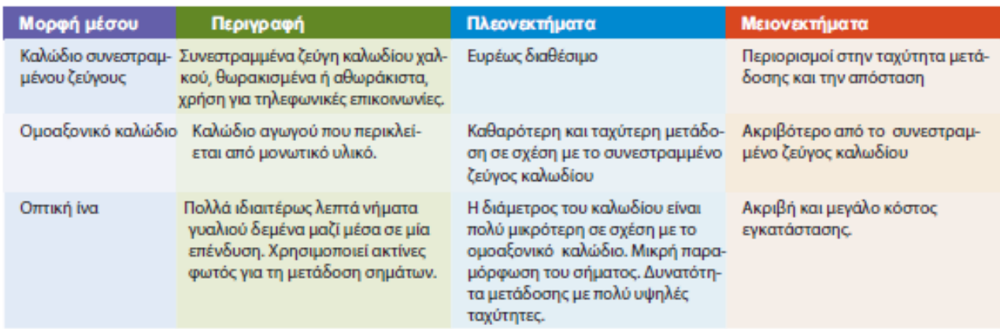 Μορφή μέσου
Περιγραφή
Πλεονεκτήματα
Μειονεκτήματα
Καλώδιο συνεστραμ-
μένου ζεύγους
Συνεστραμμένα ζεύγη καλωδίου χαλ-
κού, θωρακισμένα ή αθωράκιστα,
χρήση για τηλεφωνικές επικοινωνίες.
Ευρέως διαθέσιμο
Περιορισμοί στην ταχύτητα μετά-
δοσης και την απόσταση
Ομοαξονικό καλώδιο
Καλώδιο αγωγού που περικλεί-
εται από μονωτικό υλικό.
Καθαρότερη και ταχύτερη μετάδο-
ση σε σχέση με το συνεστραμμένο
ζεύγος καλωδίου
Ακριβότερο από το συνεστραμ-
μένο ζεύγος καλωδίου
Οπτική ίνα
Πολλά ιδιαιτέρως λεπτά νήματα
γυαλιού δεμένα μαζί μέσα σε μία
επένδυση. Χρησιμοποιεί ακτίνες
φωτός για τη μετάδοση σημάτων.
Η διάμετρος του καλωδίου είναι
πολύ μικρότερη σε σχέση με το
ομοαξονικό καλώδιο. Μικρή παρα-
μόρφωση του σήματος. Δυνατότη-
τα μετάδοσης με πολύ υψηλές
ταχύτητες.
Ακριβή και μεγάλο κόστος
εγκατάστασης.